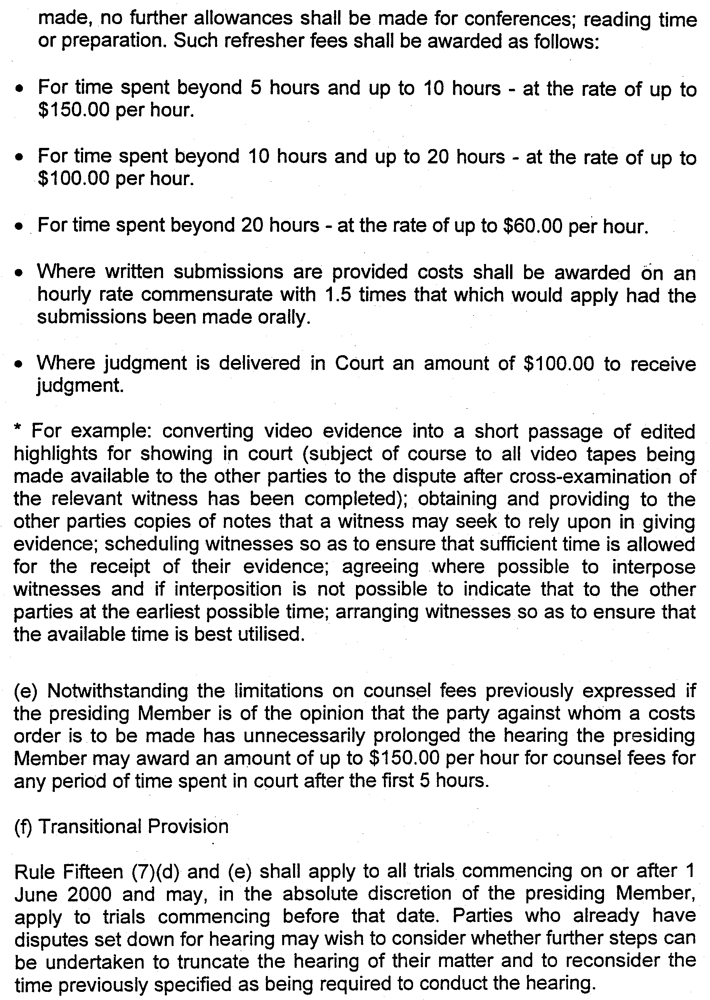 made, no further allowances shall be made for conferences; reading time
or preparation. Such refresher fees shall be awarded as follows:
• For time spent beyond 5 hours and up to 10 hours - at the rate of up to
$150.00 per hour.
• For time spent beyond 10 hours and up to 20 hours - at the rate of up to
$100.00 per hour.
• For time spent beyond 20 hours - at the rate of up to $60.00 per hour.
• Where written submissions are provided costs shall be awarded on an
hourly rate commensurate with 1.5 times that which would apply had the
submissions been made orally.
• Where judgment is delivered in Court an amount of $100.00 to receive
judgment.
* For example: converting video evidence into a short passage of edited
highlights for showing in court (subject of course to all video tapes being
made available to the other parties to the dispute after cross-examination of
the relevant witness has been completed); obtaining and providing to the
other parties copies of notes that a witness may seek to rely upon in giving
evidence; scheduling witnesses so as to ensure that sufficient time is allowed
for the receipt of their evidence; agreeing where possible to interpose
witnesses and if interposition is not possible to indicate that to the other
parties at the earliest possible time; arranging witnesses so as to ensure that
the available time is best utilised.
(e) Notwithstanding the limitations on counsel fees previously expressed if
the presiding Member is of the opinion that the party against whom a costs
order is to be made has unnecessarily prolonged the hearing the presiding
Member may award an amount of up to $150.00 per hour for counsel fees for
any period of time spent in court after the first 5 hours.
(f) Transitional Provision
Rule Fifteen (7)(d) and (e) shall apply to all trials commencing on or after 1
June 2000 and may, in the absolute discretion of the presiding Member,
apply to trials commencing before that date. Parties who already have
disputes set down for hearing may wish to consider whether further steps can
be undertaken to truncate the hearing of their matter and to reconsider the
time previously specified as being required to conduct the hearing.